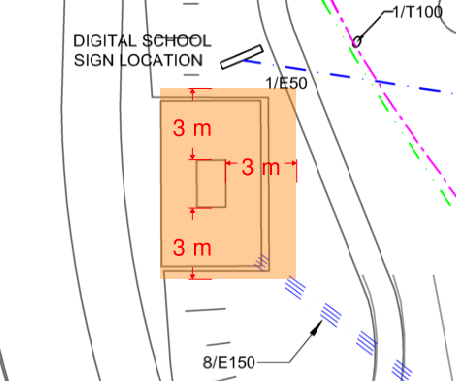 1/T100
DIGITAL SCHOOL
SIGN LOCATION
1/E50
3 m
3 m
3 m
8/E150